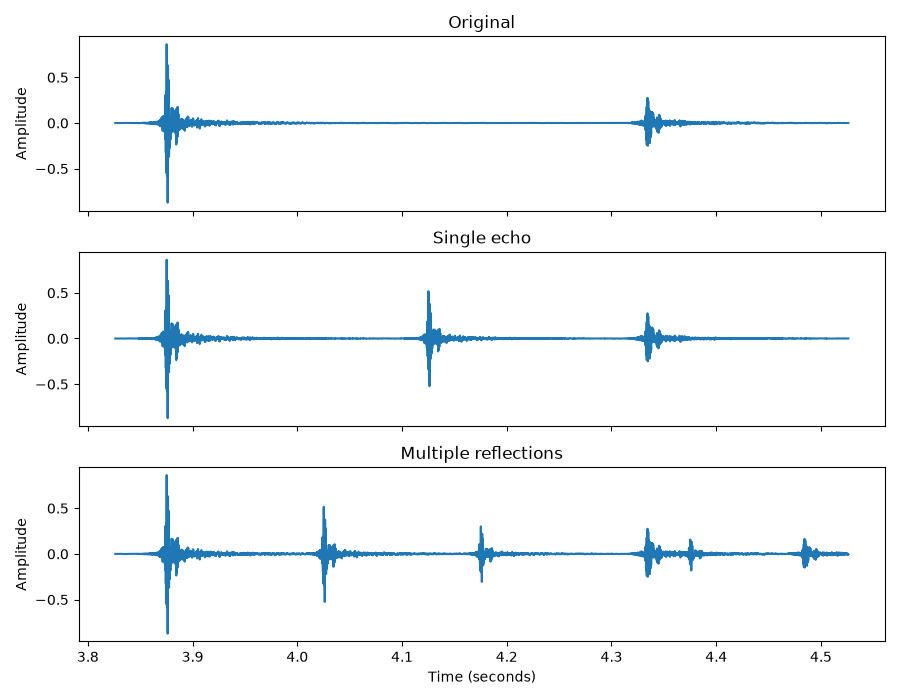 Original
Amplitude
0.5
0.0
−0.5
Single echo
Amplitude
0.5
0.0
−0.5
Multiple reflections
Amplitude
0.5
0.0
−0.5
3.8 3.9 4.0 4.1 4.2 4.3 4.4 4.5
Time (seconds)